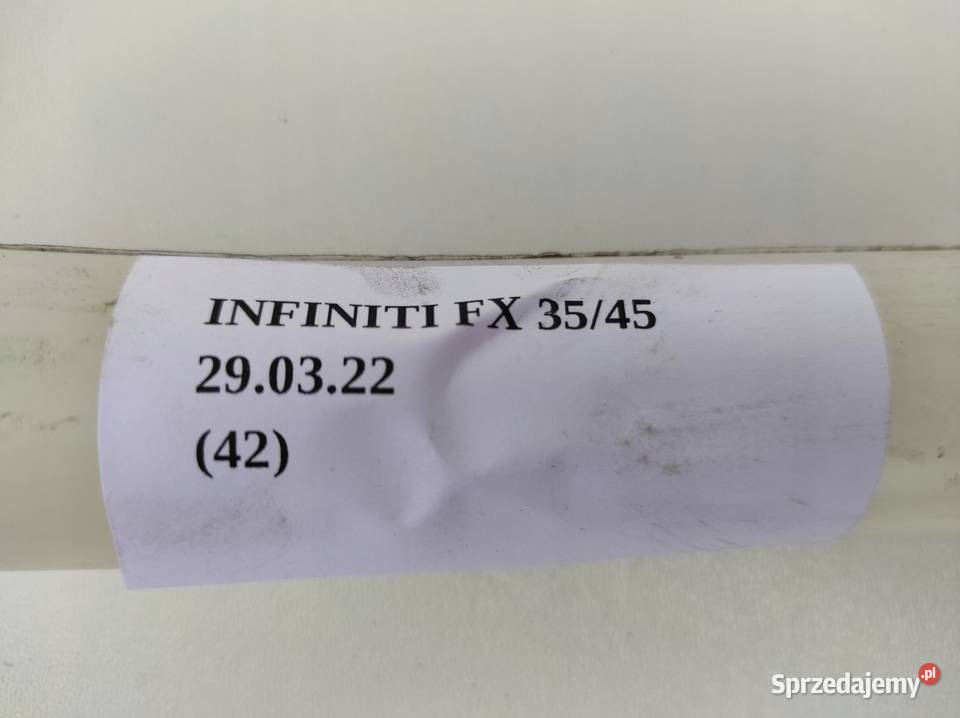 INFINITI FX 35/45
29.03.22
(42)
Sprzedajemy.pl